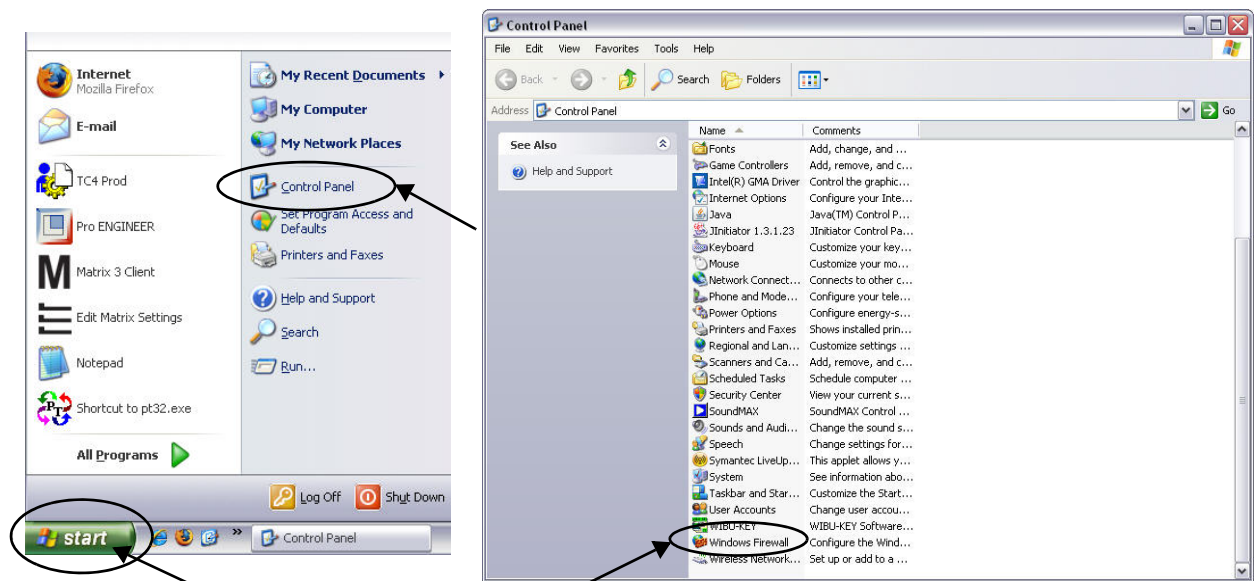 Internet
Mozilla Firefox
E-mail
TC4 Prod
Pro ENGINEER
Matrix 3 Client
Edit Matrix Settings
Notepad
Shortcut to pt32.exe
All Programs
My Recent Documents
My Computer
My Network Places
Control Panel
Set Program Access and
Defaults
Printers and Faxes
Help and Support
Search
Run...
Log Off Shut Down
start » Control Panel
Control Panel
File Edit View Favorites Tools Help
Back Search Folders
Address Control Panel Go
See Also
Help and Support
Name Comments
Fonts Add, change, and ...
Game Controllers Add, remove, and c...
Intel(R) GMA Driver Control the graphic...
Internet Options Configure your Inte...
Java Java(TM) Control P...
JInitiator 1.3.1.23 JInitiator Control Pa...
Keyboard Customize your key...
Mouse Customize your mo...
Network Connect... Connects to other c...
Phone and Mode... Configure your tele...
Power Options Configure energy-s...
Printers and Faxes Shows installed prin...
Regional and Lan... Customize settings ...
Scanners and Ca... Add, remove, and c...
Scheduled Tasks Schedule computer ...
Security Center View your current s...
SoundMAX SoundMAX Control ...
Sounds and Audi... Change the sound s...
Speech Change settings for...
Symantec LiveUp... This applet allows y...
System See information abo...
Taskbar and Star... Customize the Start...
User Accounts Change user accou...
WIBU-KEY WIBU-KEY Software...
Windows Firewall Configure the Wind...
Wireless Network... Set up or add to a ...